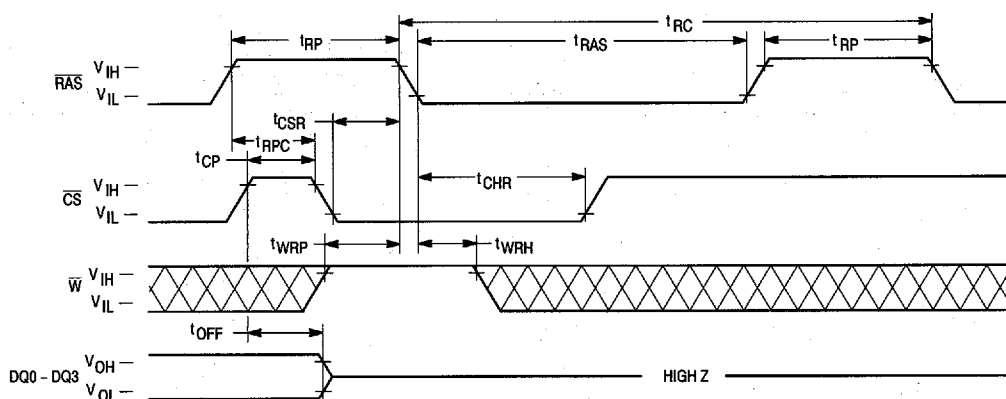 tRC
tRP
tRAS
tRP
RAS
VIH
VIL
tCSR
tRPC
tCP
CS
VIH
VIL
tCHR
tWRP
tWRH
W
VIH
VIL
tOFF
DQ0 – DQ3
VOH
VOL
HIGH Z